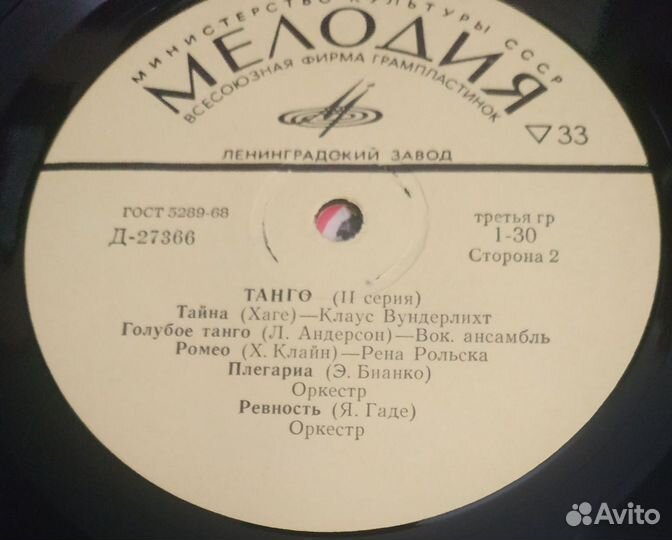 МИНИСТЕРСТВО КУЛЬТУРЫ СССР
МЕЛОДИЯ
ВСЕСОЮЗНАЯ ФИРМА ГРАМПЛАСТИНОК
▽ 33
ЛЕНИНГРАДСКИЙ ЗАВОД
ГОСТ 5289-68
Д-27366
третья гр
1-30
Сторона 2
ТАНГО (II серия)
Тайна (Хаге)—Клаус Вундерлихт
Голубое танго (Л. Андерсон)—Вок. ансамбль
Ромео (Х. Клайн)—Рена Рольска
Плегариа (Э. Бианко)
Оркестр
Ревность (Я. Гаде)
Оркестр
Avito